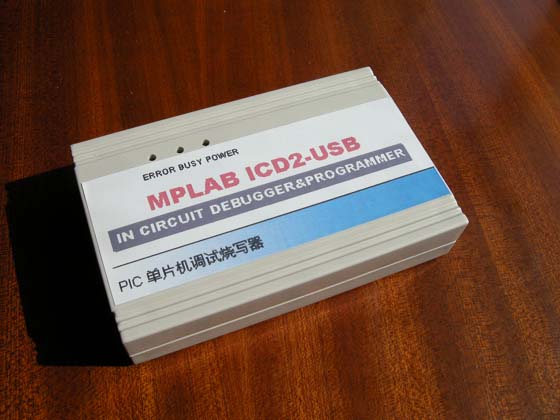 ERROR BUSY POWER
MPLAB ICD2-USB
IN CIRCUIT DEBUGGER&PROGRAMMER
PIC 单片机调试烧写器